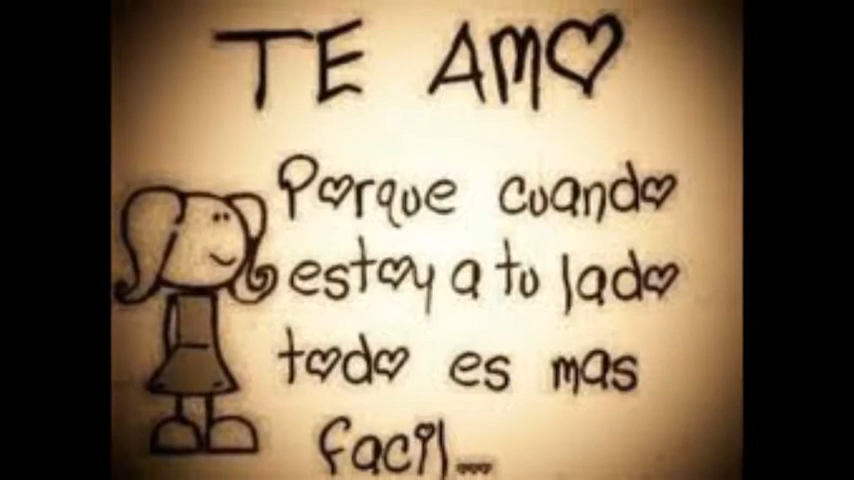 TE AMO
Porque cuando
estoy a tu lado
todo es mas
facil...